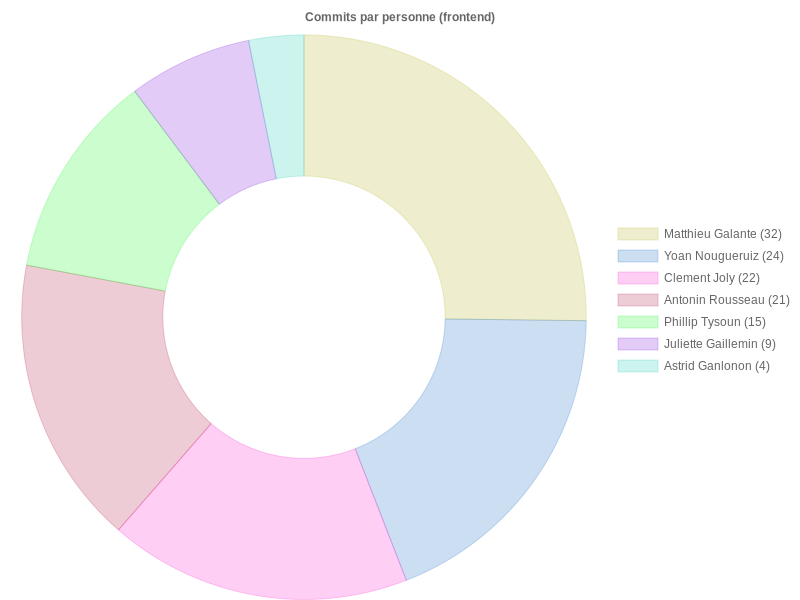 Commits par personne (frontend)
Matthieu Galante (32)
Yoan Nougueruiz (24)
Clement Joly (22)
Antonin Rousseau (21)
Phillip Tysoun (15)
Juliette Gaillemin (9)
Astrid Ganlonon (4)